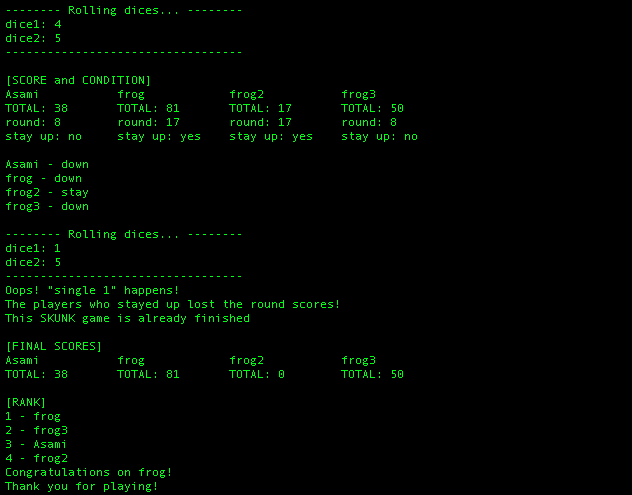 -------- Rolling dices... --------
dice1: 4
dice2: 5
----------------------------------
[SCORE and CONDITION]
Asami frog frog2 frog3
TOTAL: 38 TOTAL: 81 TOTAL: 17 TOTAL: 50
round: 8 round: 17 round: 17 round: 8
stay up: no stay up: yes stay up: yes stay up: no
Asami - down
frog - down
frog2 - stay
frog3 - down
-------- Rolling dices... --------
dice1: 1
dice2: 5
----------------------------------
Oops! "single 1" happens!
The players who stayed up lost the round scores!
This SKUNK game is already finished
[FINAL SCORES]
Asami frog frog2 frog3
TOTAL: 38 TOTAL: 81 TOTAL: 0 TOTAL: 50
[RANK]
1 - frog
2 - frog3
3 - Asami
4 - frog2
Congratulations on frog!
Thank you for playing!